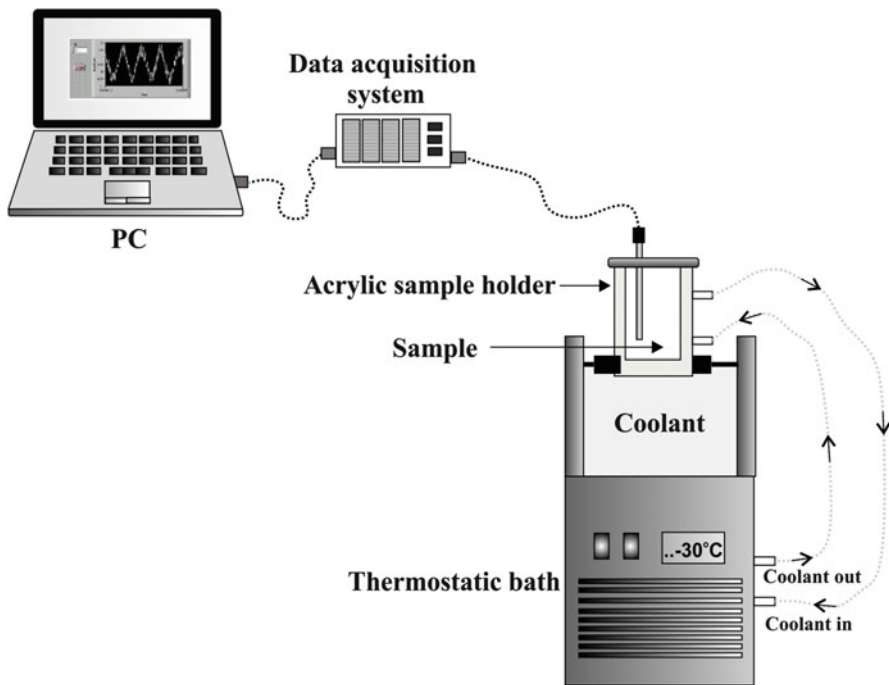 Data acquisition
system
PC
Acrylic sample holder
Sample
Coolant
..-30°C
Thermostatic bath
Coolant out
Coolant in